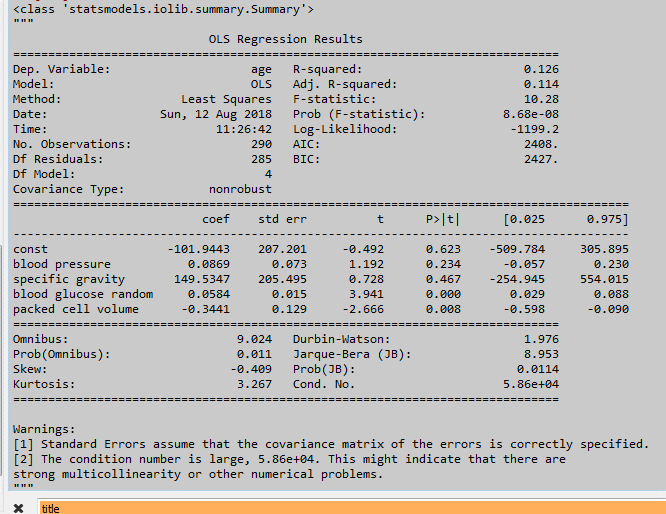 <class 'statsmodels.iolib.summary.Summary'>
"""
                            OLS Regression Results
==============================================================================
Dep. Variable:                    age   R-squared:                       0.126
Model:                            OLS   Adj. R-squared:                  0.114
Method:                 Least Squares   F-statistic:                     10.28
Date:                Sun, 12 Aug 2018   Prob (F-statistic):           8.68e-08
Time:                        11:26:42   Log-Likelihood:                -1199.2
No. Observations:                 290   AIC:                             2408.
Df Residuals:                     285   BIC:                             2427.
Df Model:                           4
Covariance Type:            nonrobust
========================================================================================
                           coef    std err          t      P>|t|      [0.025      0.975]
----------------------------------------------------------------------------------------
const                 -101.9443    207.201     -0.492      0.623    -509.784     305.895
blood pressure           0.0869      0.073      1.192      0.234      -0.057       0.230
specific gravity       149.5347    205.495      0.728      0.467    -254.945     554.015
blood glucose random     0.0584      0.015      3.941      0.000       0.029       0.088
packed cell volume      -0.3441      0.129     -2.666      0.008      -0.598      -0.090
==============================================================================
Omnibus:                        9.024   Durbin-Watson:                   1.976
Prob(Omnibus):                  0.011   Jarque-Bera (JB):                8.953
Skew:                          -0.409   Prob(JB):                       0.0114
Kurtosis:                       3.267   Cond. No.                     5.86e+04
==============================================================================
Warnings:
[1] Standard Errors assume that the covariance matrix of the errors is correctly specified.
[2] The condition number is large, 5.86e+04. This might indicate that there are
strong multicollinearity or other numerical problems.
"""
title